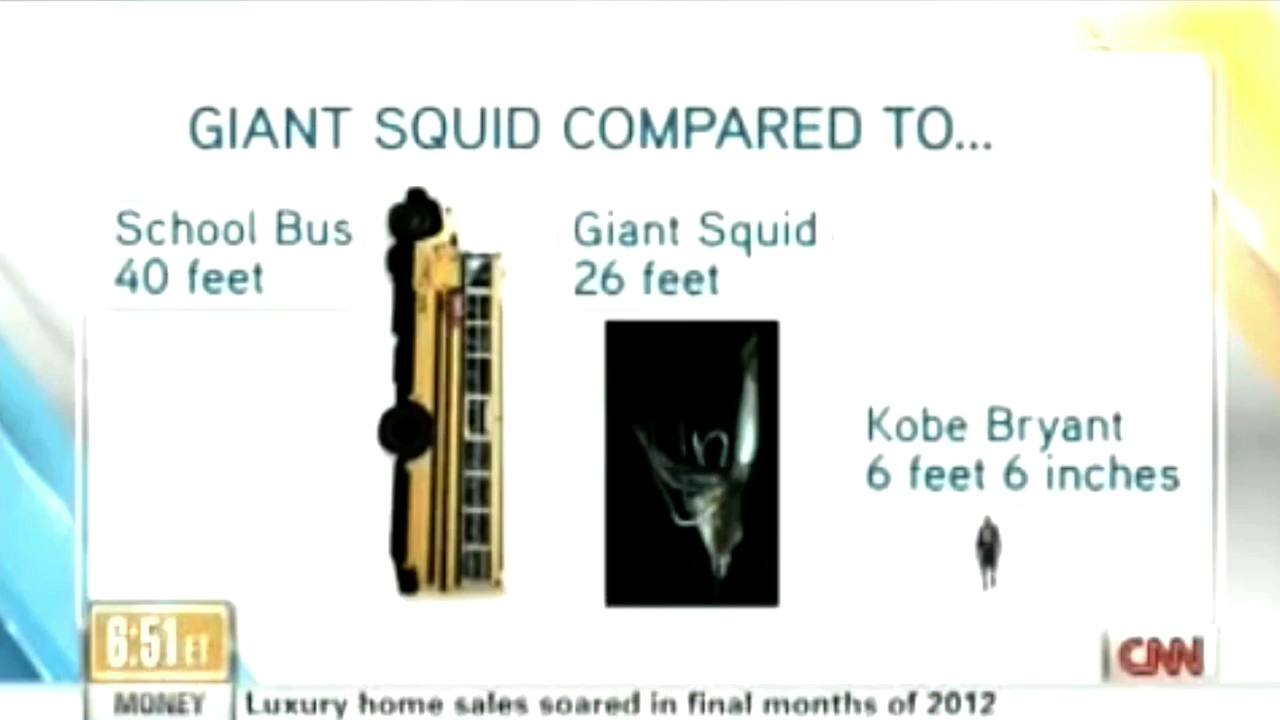 GIANT SQUID COMPARED TO...
School Bus
40 feet
Giant Squid
26 feet
Kobe Bryant
6 feet 6 inches
6:51 ET
CNN
MONEY
Luxury home sales soared in final months of 2012